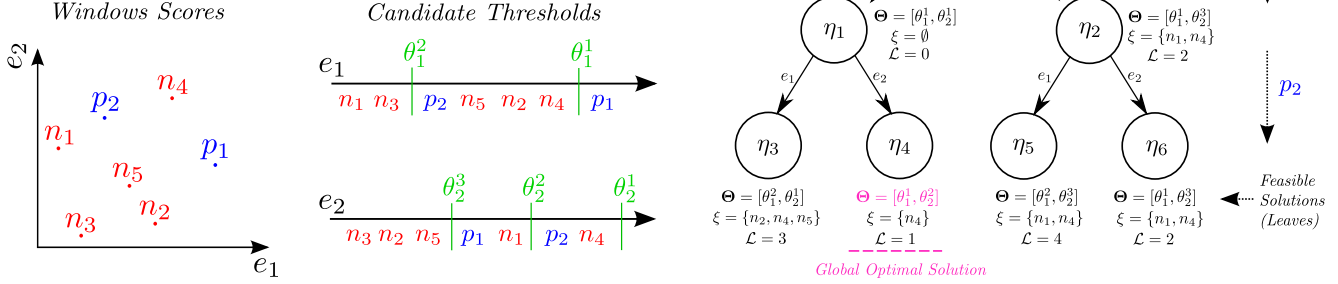 Windows Scores
e₂
n₄
p₂
n₁
p₁
n₅
n₂
n₃
e₁
Candidate Thresholds
θ₁² θ₁¹
e₁
n₁ n₃ p₂ n₅ n₂ n₄ p₁
θ₂³ θ₂² θ₂¹
e₂
n₃ n₂ n₅ p₁ n₁ p₂ n₄
η₁
Θ = [θ₁¹, θ₂¹]
ξ = ∅
ℒ = 0
e₁ e₂
η₂
Θ = [θ₁¹, θ₂³]
ξ = {n₁, n₄}
ℒ = 2
e₁ e₂
p₂
η₃
Θ = [θ₁², θ₂¹]
ξ = {n₂, n₄, n₅}
ℒ = 3
η₄
Θ = [θ₁¹, θ₂²]
ξ = {n₄}
ℒ = 1
Global Optimal Solution
η₅
Θ = [θ₁², θ₂³]
ξ = {n₁, n₄}
ℒ = 4
η₆
Θ = [θ₁¹, θ₂³]
ξ = {n₁, n₄}
ℒ = 2
Feasible
Solutions
(Leaves)